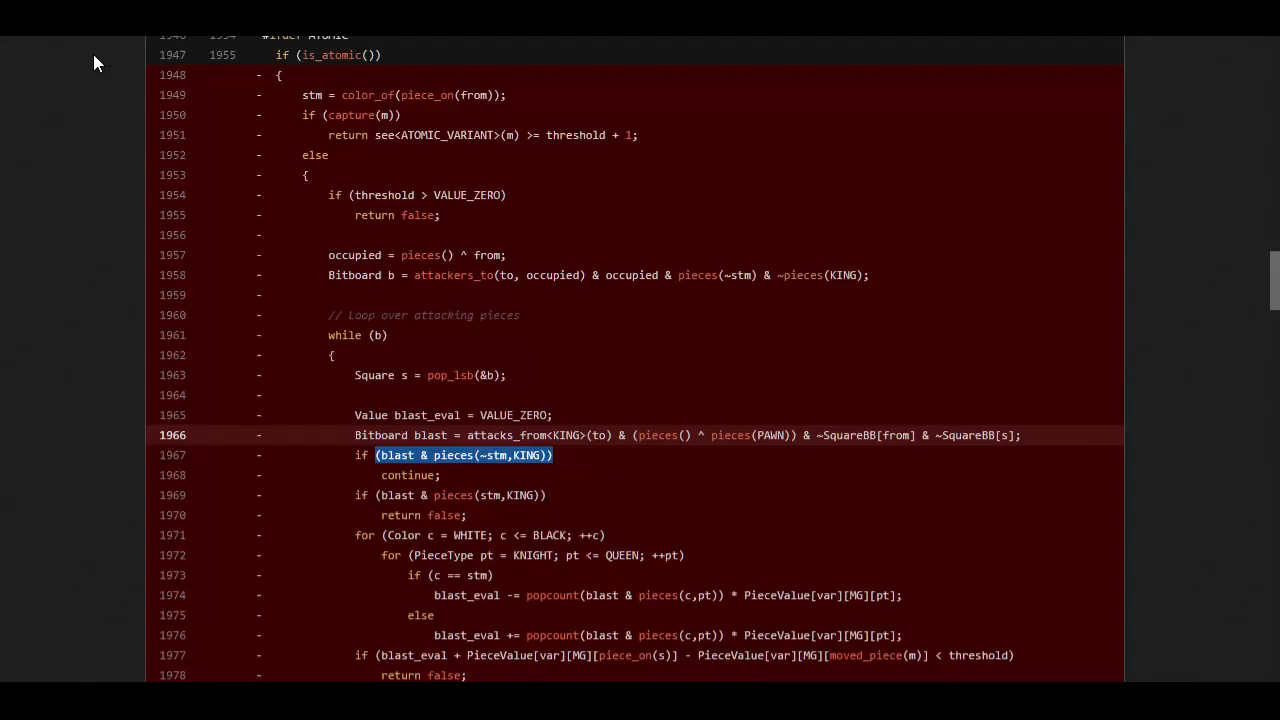 1946 1954 #ifdef ATOMIC
1947 1955 if (is_atomic())
1948 - {
1949 - stm = color_of(piece_on(from));
1950 - if (capture(m))
1951 - return see<ATOMIC_VARIANT>(m) >= threshold + 1;
1952 - else
1953 - {
1954 - if (threshold > VALUE_ZERO)
1955 - return false;
1956 -
1957 - occupied = pieces() ^ from;
1958 - Bitboard b = attackers_to(to, occupied) & occupied & pieces(~stm) & ~pieces(KING);
1959 -
1960 - // Loop over attacking pieces
1961 - while (b)
1962 - {
1963 - Square s = pop_lsb(&b);
1964 -
1965 - Value blast_eval = VALUE_ZERO;
1966 - Bitboard blast = attacks_from<KING>(to) & (pieces() ^ pieces(PAWN)) & ~SquareBB[from] & ~SquareBB[s];
1967 - if (blast & pieces(~stm,KING))
1968 - continue;
1969 - if (blast & pieces(stm,KING))
1970 - return false;
1971 - for (Color c = WHITE; c <= BLACK; ++c)
1972 - for (PieceType pt = KNIGHT; pt <= QUEEN; ++pt)
1973 - if (c == stm)
1974 - blast_eval -= popcount(blast & pieces(c,pt)) * PieceValue[var][MG][pt];
1975 - else
1976 - blast_eval += popcount(blast & pieces(c,pt)) * PieceValue[var][MG][pt];
1977 - if (blast_eval + PieceValue[var][MG][piece_on(s)] - PieceValue[var][MG][moved_piece(m)] < threshold)
1978 - return false;